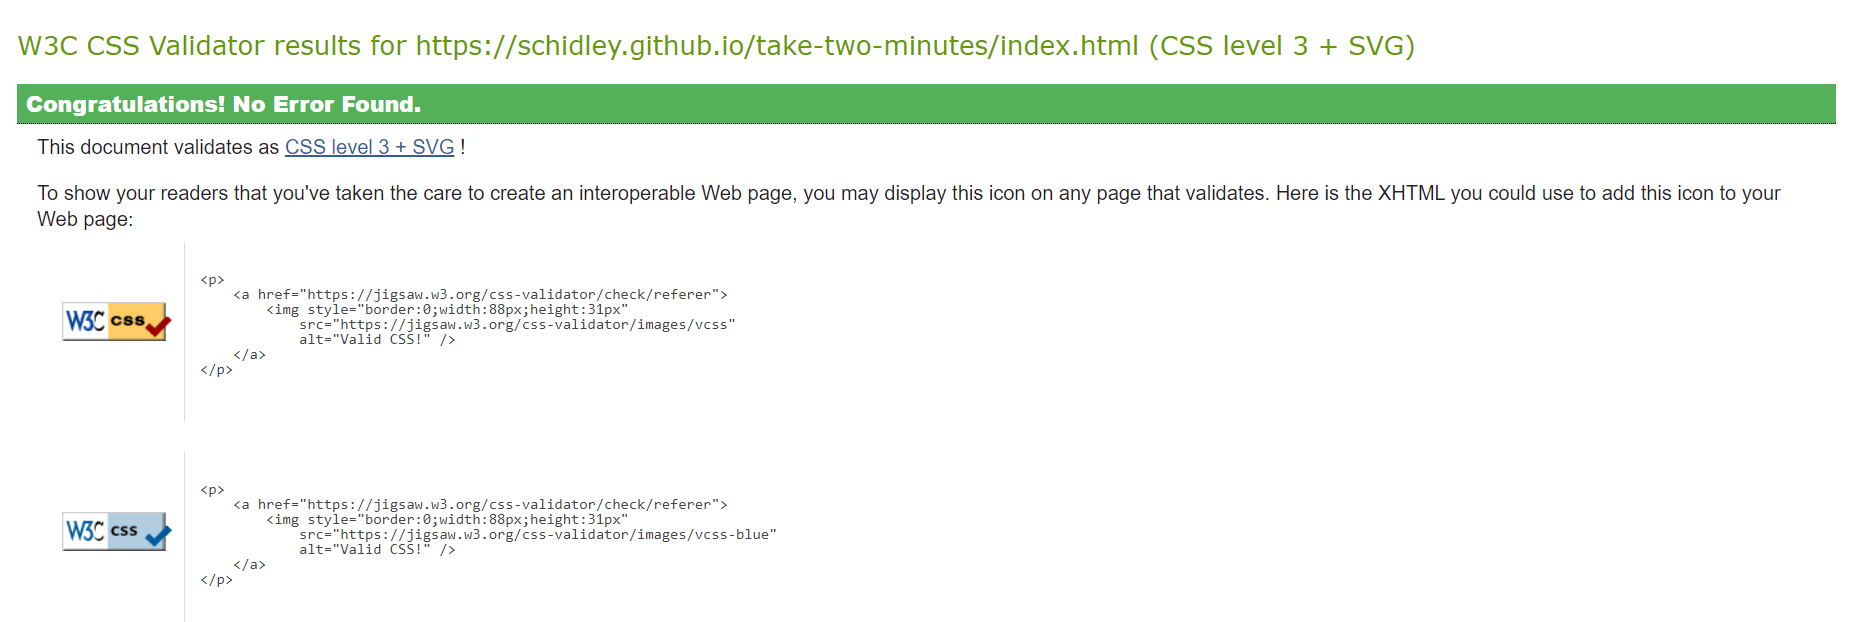 W3C CSS Validator results for https://schidley.github.io/take-two-minutes/index.html (CSS level 3 + SVG)
Congratulations! No Error Found.
This document validates as CSS level 3 + SVG !
To show your readers that you've taken the care to create an interoperable Web page, you may display this icon on any page that validates. Here is the XHTML you could use to add this icon to your
Web page:
<p>
<a href="https://jigsaw.w3.org/css-validator/check/referer">
<img style="border:0;width:88px;height:31px"
src="https://jigsaw.w3.org/css-validator/images/vcss"
alt="Valid CSS!" />
</a>
</p>
W3C css
<p>
<a href="https://jigsaw.w3.org/css-validator/check/referer">
<img style="border:0;width:88px;height:31px"
src="https://jigsaw.w3.org/css-validator/images/vcss-blue"
alt="Valid CSS!" />
</a>
</p>
W3C css